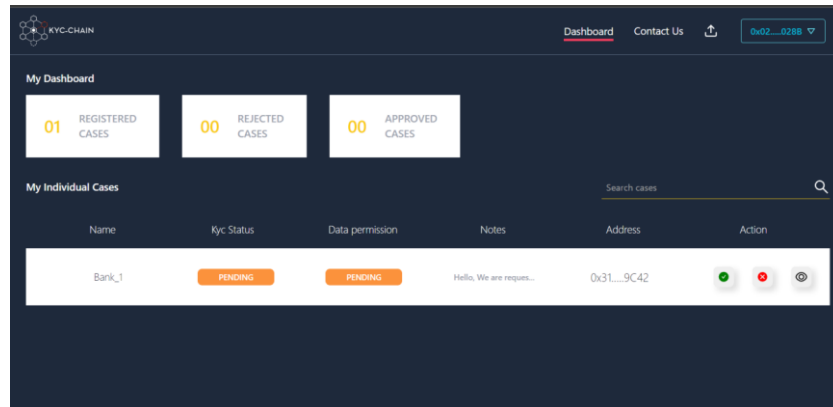 KYC-CHAIN
Dashboard Contact Us 0x02....028B
My Dashboard
01 REGISTERED CASES
00 REJECTED CASES
00 APPROVED CASES
My Individual Cases
Search cases
Name Kyc Status Data permission Notes Address Action
Bank_1 PENDING PENDING Hello, We are reques... 0x31....9C42